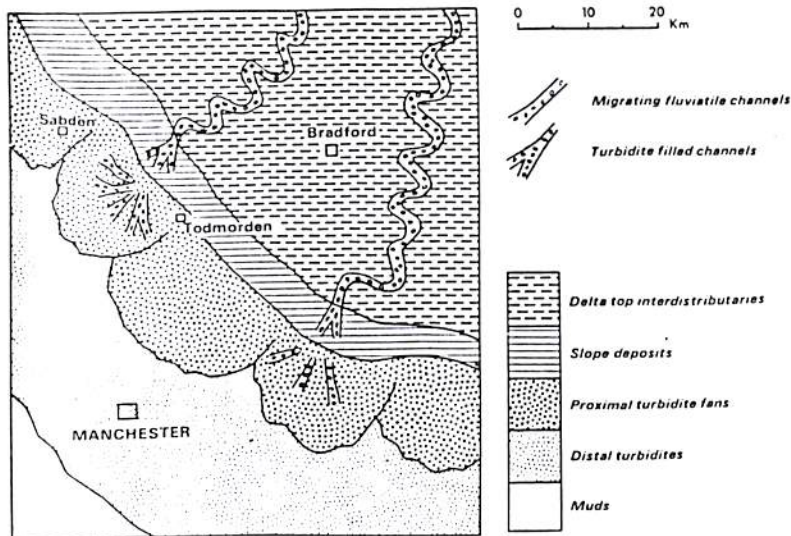 0 10 20
Km
Migrating fluviatile channels
Turbidite filled channels
Sabden
Bradford
Todmorden
MANCHESTER
Delta top interdistributaries
Slope deposits
Proximal turbidite fans
Distal turbidites
Muds